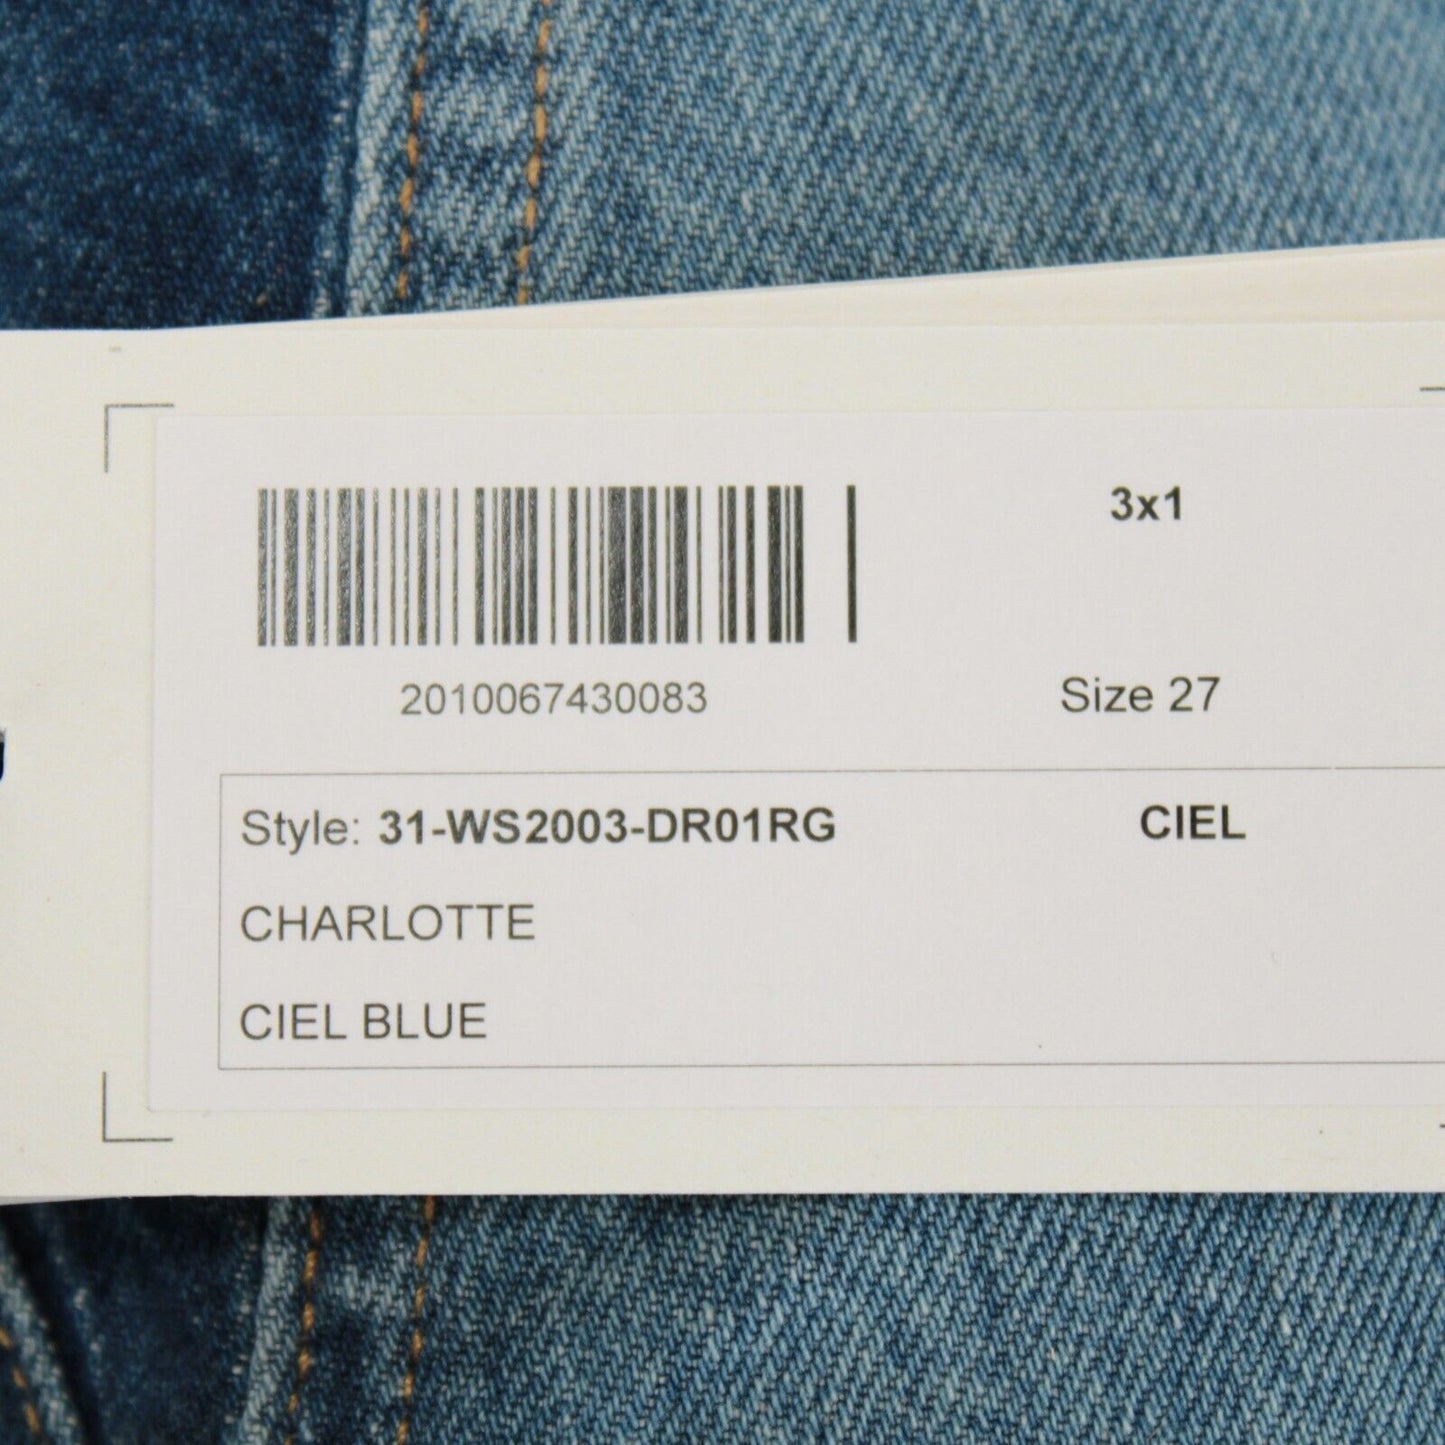 3x1
2010067430083
Size 27
Style: 31-WS2003-DR01RG
CIEL
CHARLOTTE
CIEL BLUE